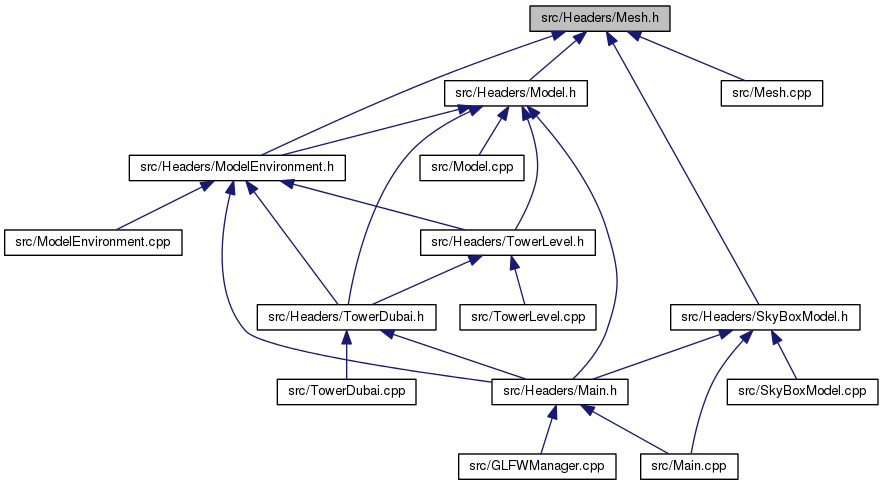 src/Headers/Mesh.h
src/Headers/Model.h
src/Mesh.cpp
src/Headers/ModelEnvironment.h
src/Model.cpp
src/ModelEnvironment.cpp
src/Headers/TowerLevel.h
src/Headers/TowerDubai.h
src/TowerLevel.cpp
src/Headers/SkyBoxModel.h
src/TowerDubai.cpp
src/Headers/Main.h
src/SkyBoxModel.cpp
src/GLFWManager.cpp
src/Main.cpp